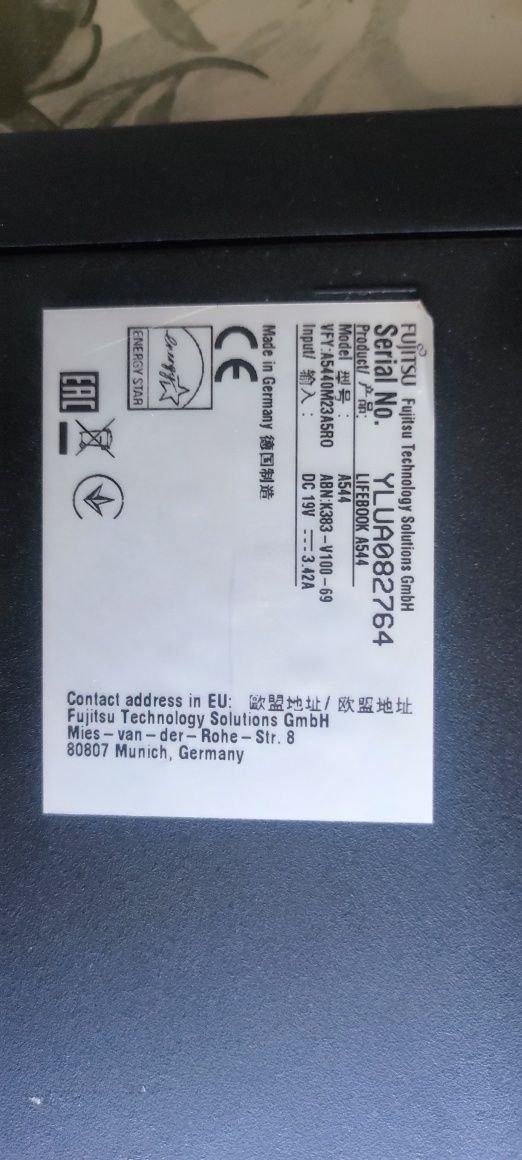 FUJITSU Fujitsu Technology Solutions GmbH
Serial No. YLUA082764
Product/ 产品: LIFEBOOK A544
Model 型号: A544
VFY:A5440M23A5RO ABN:K383-V100-69
Input/ 输入: DC 19V ⎓ 3.42A
Made in Germany 德国制造
CE
energy
ENERGY STAR
EAC
Contact address in EU: 歐盟地址/ 欧盟地址
Fujitsu Technology Solutions GmbH
Mies-van-der-Rohe-Str. 8
80807 Munich, Germany